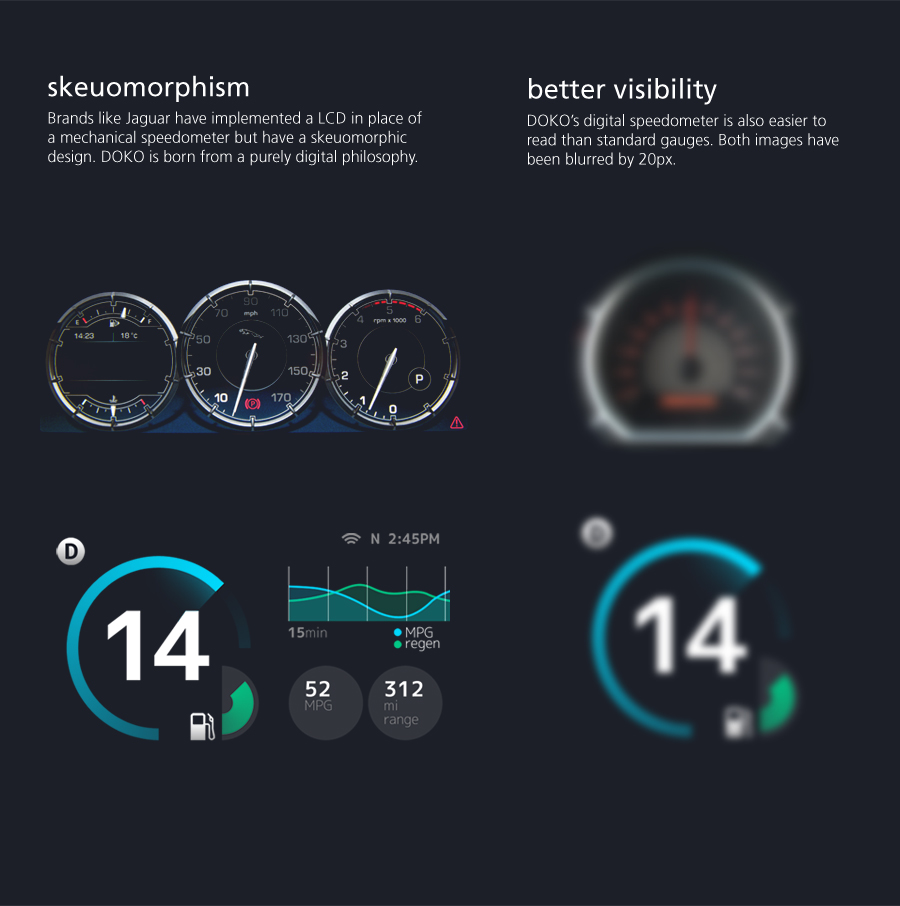 skeuomorphism
Brands like Jaguar have implemented a LCD in place of
a mechanical speedometer but have a skeuomorphic
design. DOKO is born from a purely digital philosophy.
better visibility
DOKO’s digital speedometer is also easier to
read than standard gauges. Both images have
been blurred by 20px.
E F
14:23 18°c
90
70 mph 110
50 130
30 150
10 170
5
4 6
rpm x 1000
3
2
P
1 0
D
14
N 2:45PM
15min
MPG
regen
52
MPG
312
mi
range
D
14